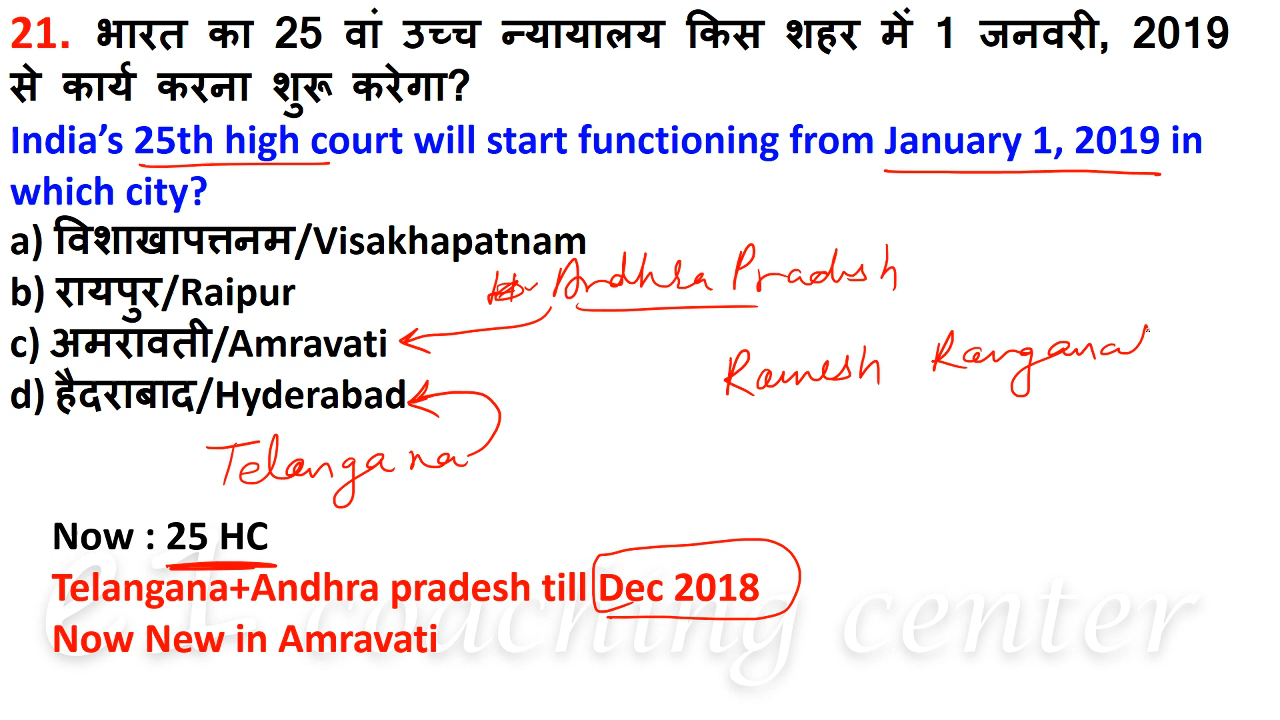 21. भारत का 25 वां उच्च न्यायालय किस शहर में 1 जनवरी, 2019
से कार्य करना शुरू करेगा?
India’s 25th high court will start functioning from January 1, 2019 in
which city?
a) विशाखापत्तनम/Visakhapatnam
Andhra Pradesh
b) रायपुर/Raipur
c) अमरावती/Amravati
Ramesh Rangana
d) हैदराबाद/Hyderabad
Telangana
Now : 25 HC
Telangana+Andhra pradesh till Dec 2018
Now New in Amravati
coaching center